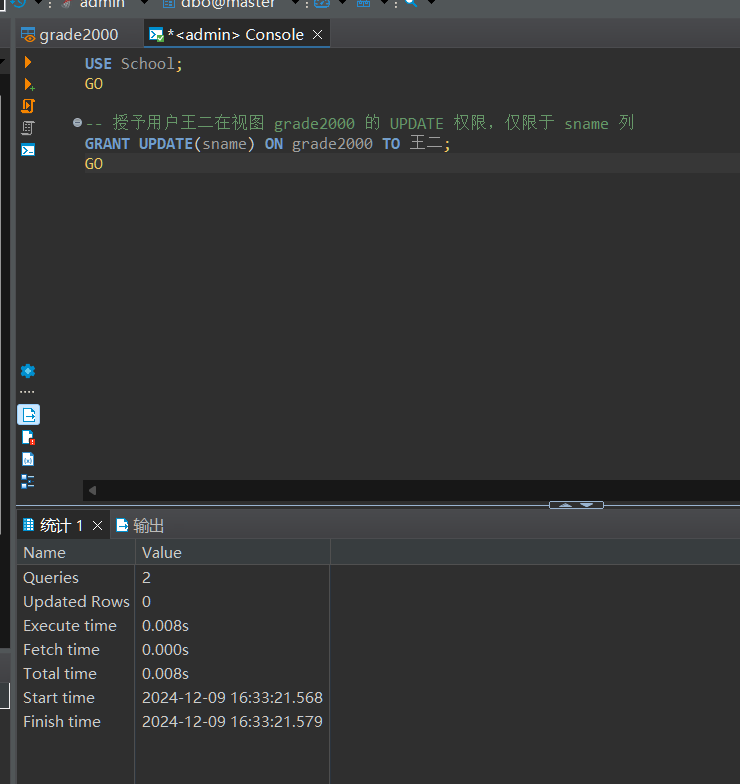 admin
dbo@master
grade2000
*<admin> Console
USE School;
GO
-- 授予用户王二在视图 grade2000 的 UPDATE 权限，仅限于 sname 列
GRANT UPDATE(sname) ON grade2000 TO 王二;
GO
统计 1
输出
Name Value
Queries 2
Updated Rows 0
Execute time 0.008s
Fetch time 0.000s
Total time 0.008s
Start time 2024-12-09 16:33:21.568
Finish time 2024-12-09 16:33:21.579